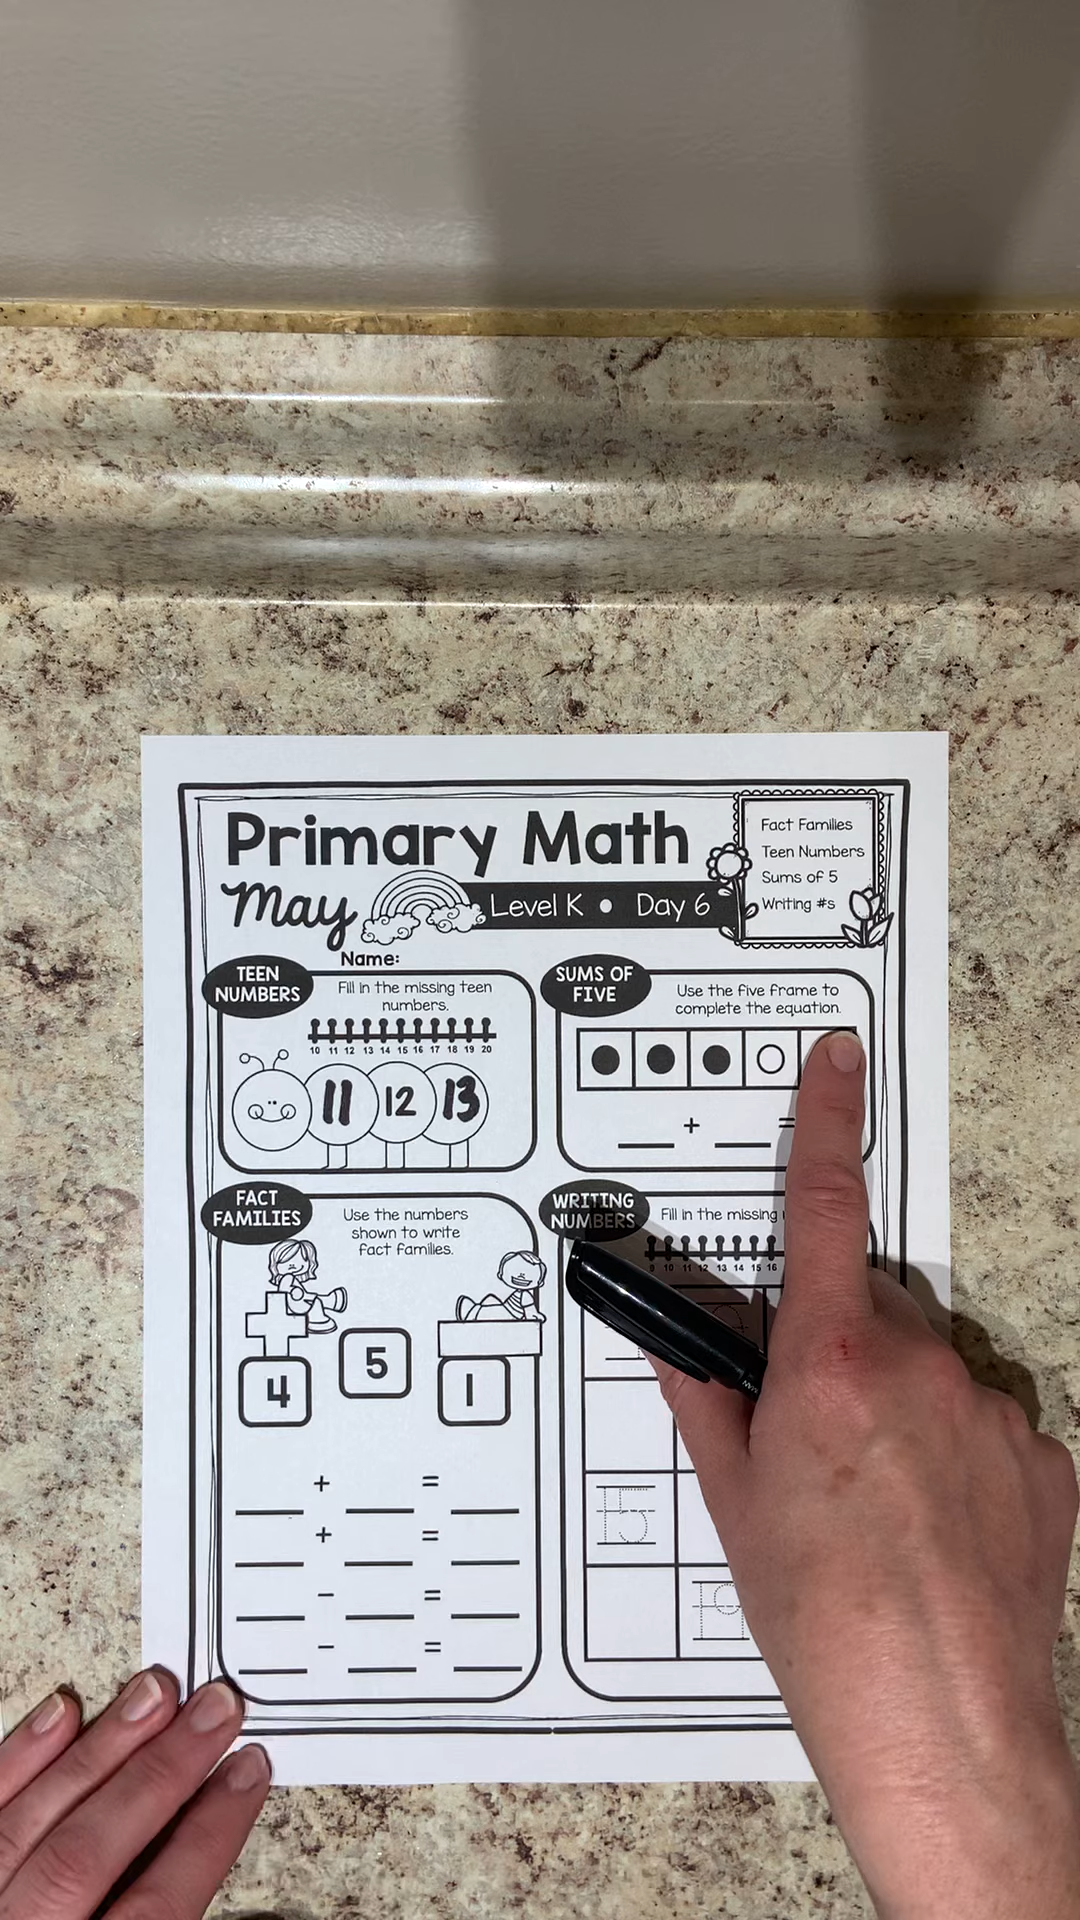 Primary Math
May
Level K • Day 6
Fact Families
Teen Numbers
Sums of 5
Writing #s
Name:
TEEN
NUMBERS
Fill in the missing teen
numbers.
10 11 12 13 14 15 16 17 18 19 20
11 12 13
SUMS OF
FIVE
Use the five frame to
complete the equation.
+ =
FACT
FAMILIES
Use the numbers
shown to write
fact families.
5
4 1
+ =
+ =
- =
- =
WRITING
NUMBERS
Fill in the missing
9 10 11 12 13 14 15 16
15
19